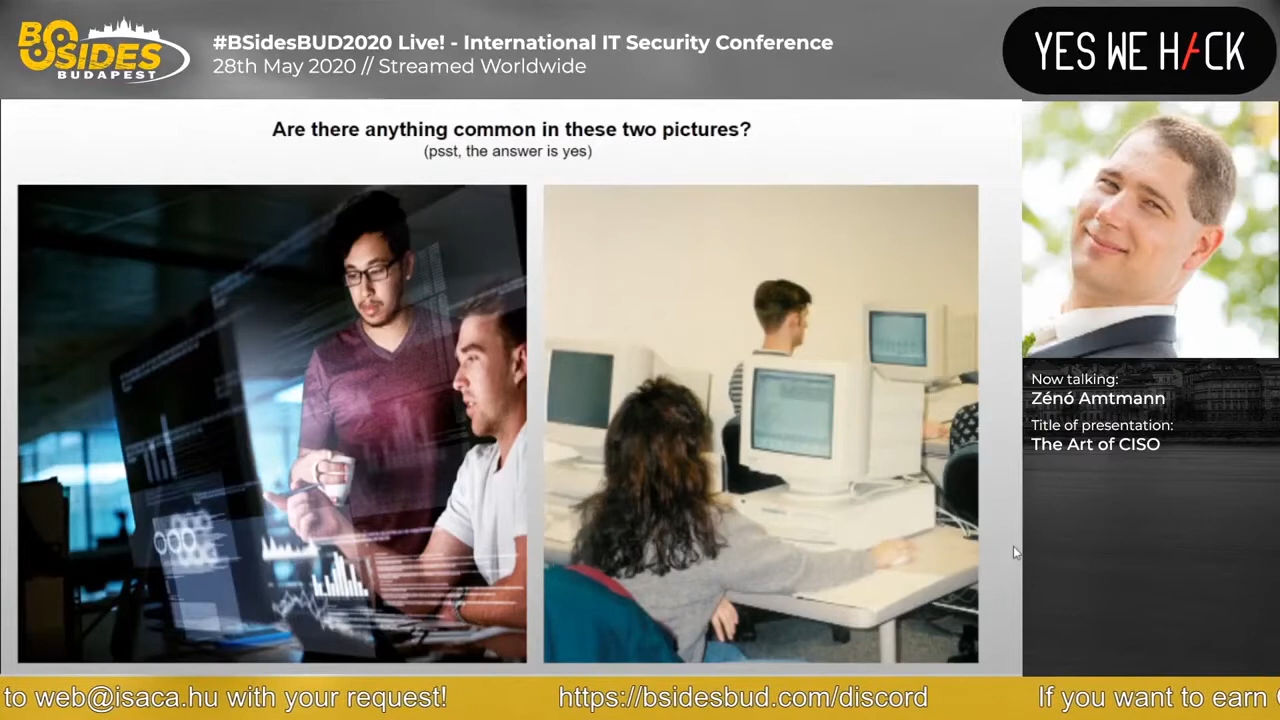 BSIDES
BUDAPEST
#BSidesBUD2020 Live! - International IT Security Conference
28th May 2020 // Streamed Worldwide
YES WE H/CK
Are there anything common in these two pictures?
(psst, the answer is yes)
Now talking:
Zénó Amtmann
Title of presentation:
The Art of CISO
to web@isaca.hu with your request!
https://bsidesbud.com/discord
If you want to earn